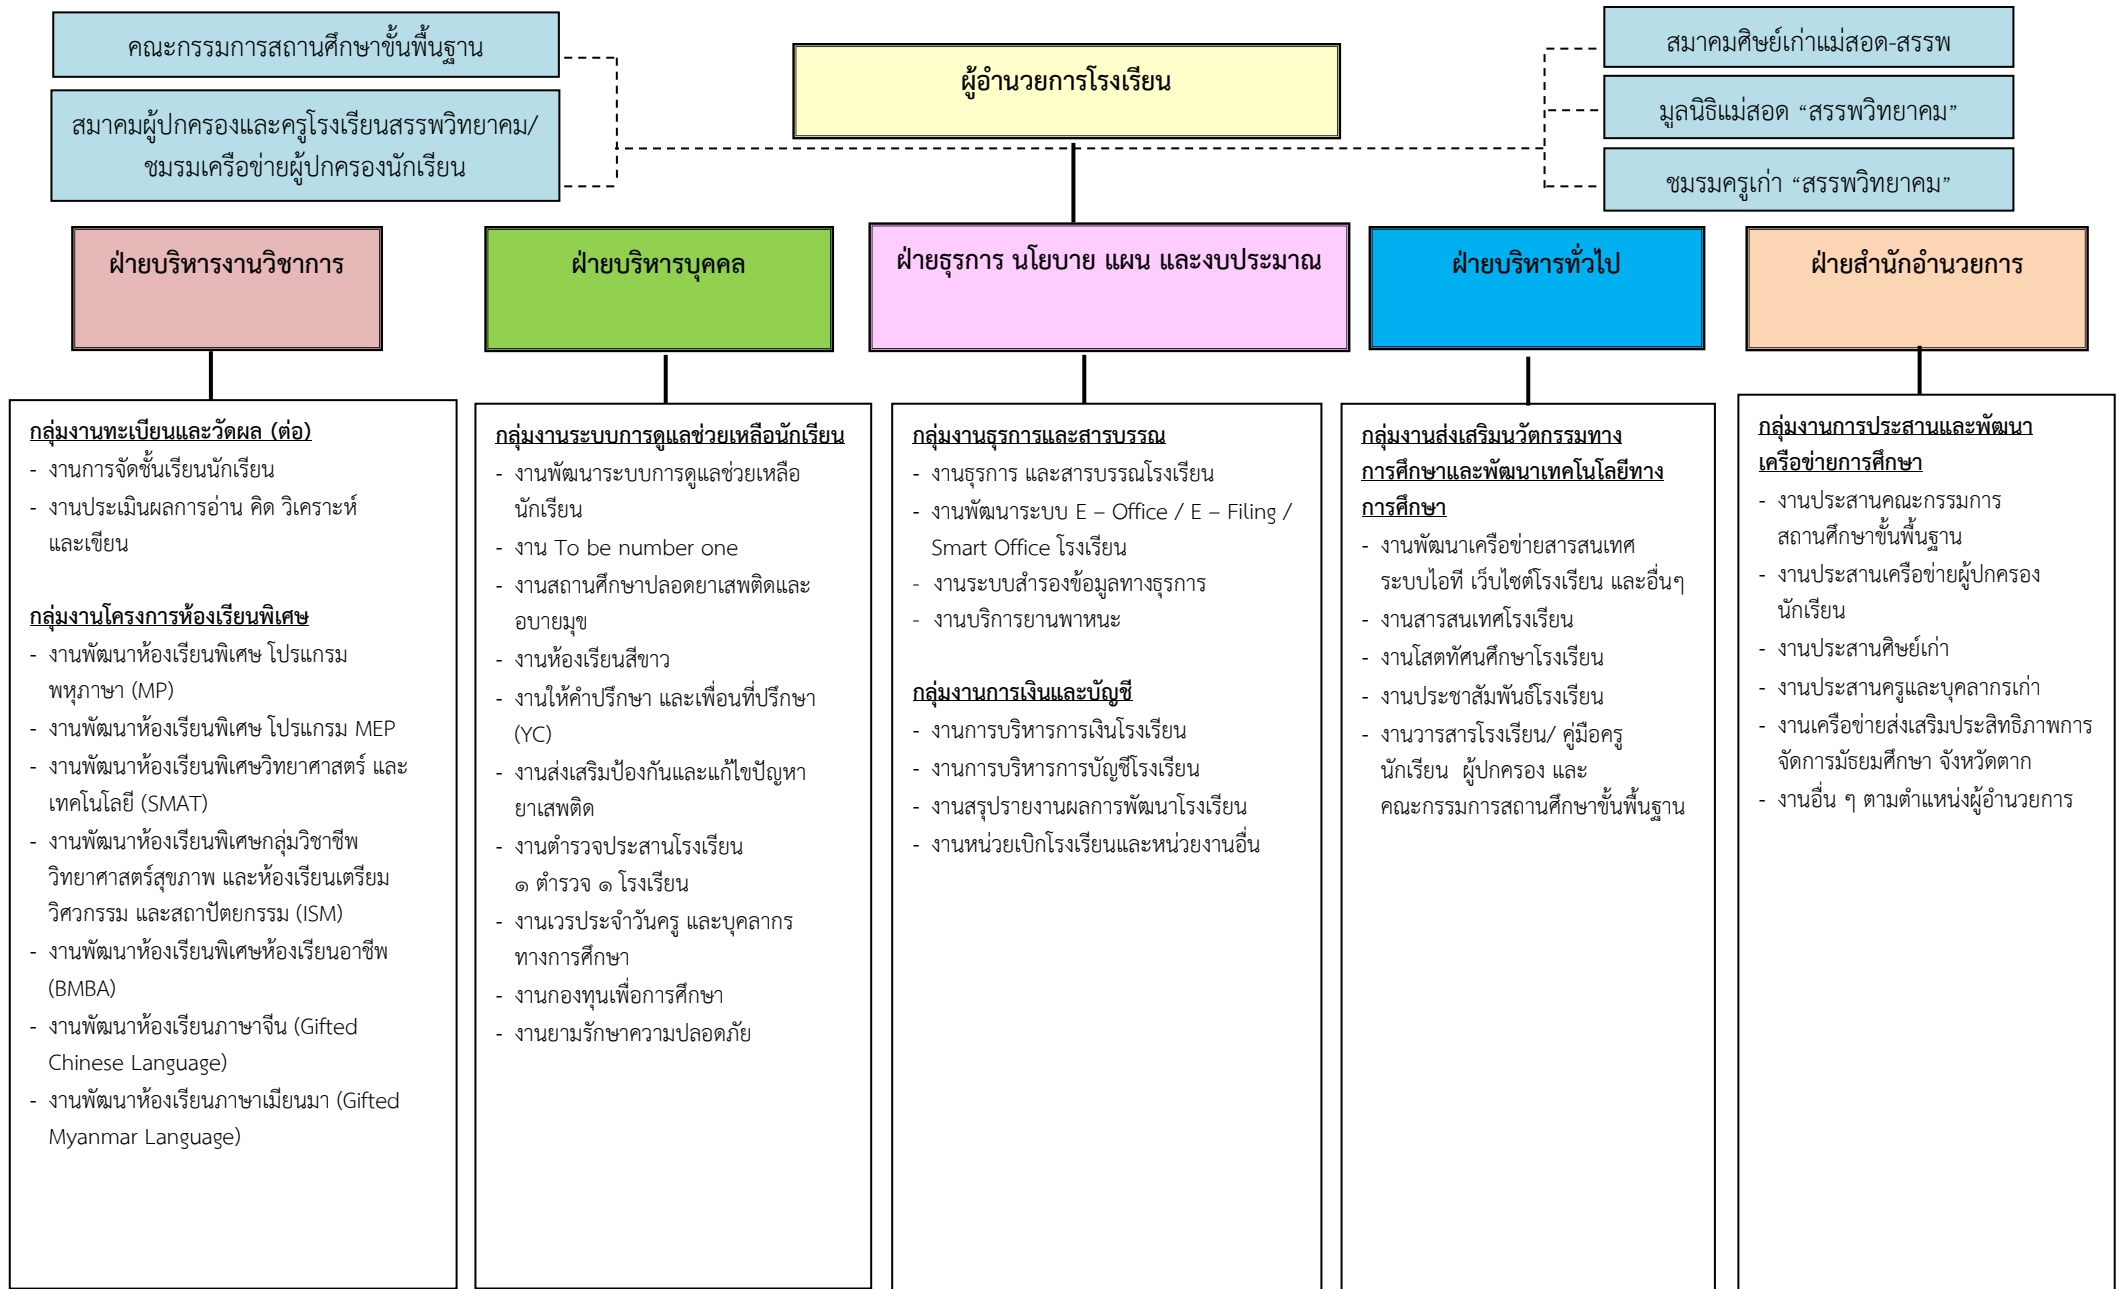 คณะกรรมการสถานศึกษาขั้นพื้นฐาน
สมาคมผู้ปกครองและครูโรงเรียนสรรพวิทยาคม/
ชมรมเครือข่ายผู้ปกครองนักเรียน
ผู้อำนวยการโรงเรียน
สมาคมศิษย์เก่าแม่สอด-สรรพ
มูลนิธิแม่สอด “สรรพวิทยาคม”
ชมรมครูเก่า “สรรพวิทยาคม”
ฝ่ายบริหารงานวิชาการ
ฝ่ายบริหารบุคคล
ฝ่ายธุรการ นโยบาย แผน และงบประมาณ
ฝ่ายบริหารทั่วไป
ฝ่ายสำนักอำนวยการ
กลุ่มงานทะเบียนและวัดผล (ต่อ)
- งานการจัดชั้นเรียนนักเรียน
- งานประเมินผลการอ่าน คิด วิเคราะห์
และเขียน
กลุ่มงานโครงการห้องเรียนพิเศษ
- งานพัฒนาห้องเรียนพิเศษ โปรแกรม
พหุภาษา (MP)
- งานพัฒนาห้องเรียนพิเศษ โปรแกรม MEP
- งานพัฒนาห้องเรียนพิเศษวิทยาศาสตร์ และ
เทคโนโลยี (SMAT)
- งานพัฒนาห้องเรียนพิเศษกลุ่มวิชาชีพ
วิทยาศาสตร์สุขภาพ และห้องเรียนเตรียม
วิศวกรรม และสถาปัตยกรรม (ISM)
- งานพัฒนาห้องเรียนพิเศษห้องเรียนอาชีพ
(BMBA)
- งานพัฒนาห้องเรียนภาษาจีน (Gifted
Chinese Language)
- งานพัฒนาห้องเรียนภาษาเมียนมา (Gifted
Myanmar Language)
กลุ่มงานระบบการดูแลช่วยเหลือนักเรียน
- งานพัฒนาระบบการดูแลช่วยเหลือ
นักเรียน
- งาน To be number one
- งานสถานศึกษาปลอดยาเสพติดและ
อบายมุข
- งานห้องเรียนสีขาว
- งานให้คำปรึกษา และเพื่อนที่ปรึกษา
(YC)
- งานส่งเสริมป้องกันและแก้ไขปัญหา
ยาเสพติด
- งานตำรวจประสานโรงเรียน
๑ ตำรวจ ๑ โรงเรียน
- งานเวรประจำวันครู และบุคลากร
ทางการศึกษา
- งานกองทุนเพื่อการศึกษา
- งานยามรักษาความปลอดภัย
กลุ่มงานธุรการและสารบรรณ
- งานธุรการ และสารบรรณโรงเรียน
- งานพัฒนาระบบ E – Office / E – Filing /
Smart Office โรงเรียน
- งานระบบสำรองข้อมูลทางธุรการ
- งานบริการยานพาหนะ
กลุ่มงานการเงินและบัญชี
- งานการบริหารการเงินโรงเรียน
- งานการบริหารการบัญชีโรงเรียน
- งานสรุปรายงานผลการพัฒนาโรงเรียน
- งานหน่วยเบิกโรงเรียนและหน่วยงานอื่น
กลุ่มงานส่งเสริมนวัตกรรมทาง
การศึกษาและพัฒนาเทคโนโลยีทาง
การศึกษา
- งานพัฒนาเครือข่ายสารสนเทศ
ระบบไอที เว็บไซต์โรงเรียน และอื่นๆ
- งานสารสนเทศโรงเรียน
- งานโสตทัศนศึกษาโรงเรียน
- งานประชาสัมพันธ์โรงเรียน
- งานวารสารโรงเรียน/ คู่มือครู
นักเรียน ผู้ปกครอง และ
คณะกรรมการสถานศึกษาขั้นพื้นฐาน
กลุ่มงานการประสานและพัฒนา
เครือข่ายการศึกษา
- งานประสานคณะกรรมการ
สถานศึกษาขั้นพื้นฐาน
- งานประสานเครือข่ายผู้ปกครอง
นักเรียน
- งานประสานศิษย์เก่า
- งานประสานครูและบุคลากรเก่า
- งานเครือข่ายส่งเสริมประสิทธิภาพการ
จัดการมัธยมศึกษา จังหวัดตาก
- งานอื่น ๆ ตามตำแหน่งผู้อำนวยการ